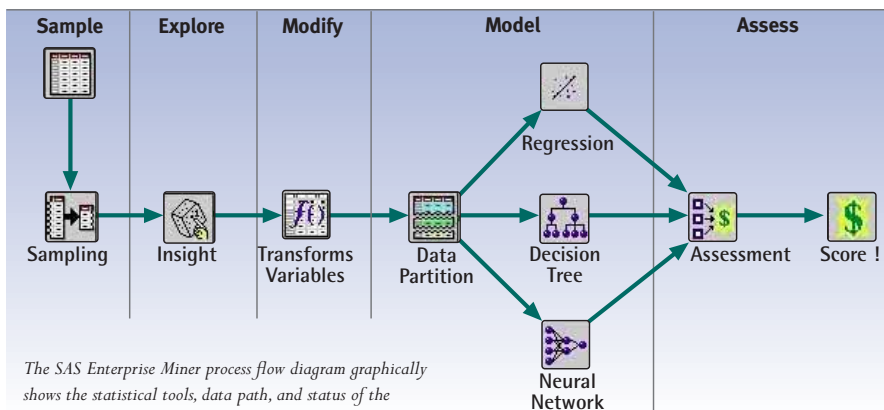 Sample
Explore
Modify
Model
Assess
Regression
Sampling
Insight
Transforms
Variables
Data
Partition
Decision
Tree
Assessment
Score !
Neural
Network
The SAS Enterprise Miner process flow diagram graphically
shows the statistical tools, data path, and status of the